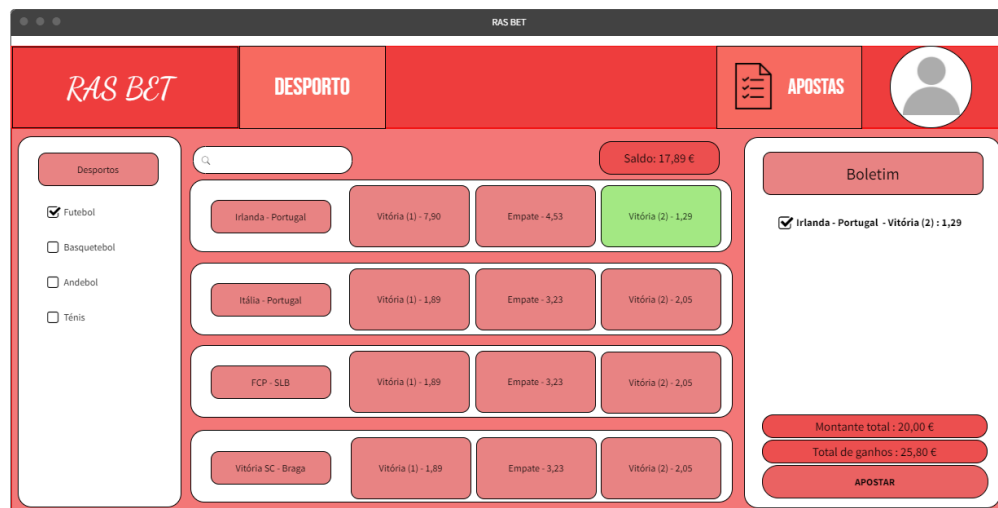 RAS BET
RAS BET
DESPORTO
APOSTAS
Desportos
Futebol
Basquetebol
Andebol
Ténis
Saldo: 17,89 €
Irlanda - Portugal
Vitória (1) - 7,90
Empate - 4,53
Vitória (2) - 1,29
Itália - Portugal
Vitória (1) - 1,89
Empate - 3,23
Vitória (2) - 2,05
FCP - SLB
Vitória (1) - 1,89
Empate - 3,23
Vitória (2) - 2,05
Vitória SC - Braga
Vitória (1) - 1,89
Empate - 3,23
Vitória (2) - 2,05
Boletim
Irlanda - Portugal - Vitória (2) : 1,29
Montante total : 20,00 €
Total de ganhos : 25,80 €
APOSTAR